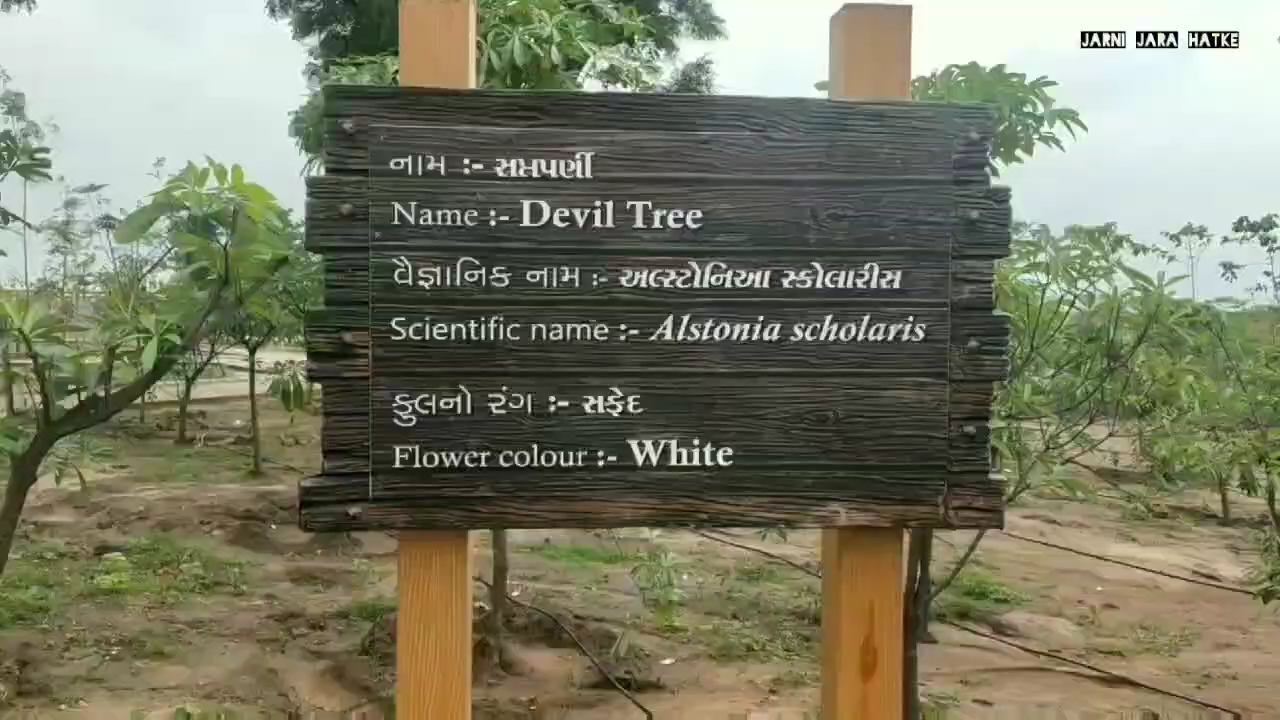 JARNI JARA HATKE
નામ :- સપ્તપર્ણી
Name :- Devil Tree
વૈજ્ઞાનિક નામ :- અલ્સ્ટોનિઆ સ્કોલારીસ
Scientific name :- Alstonia scholaris
ફુલનો રંગ :- સફેદ
Flower colour :- White